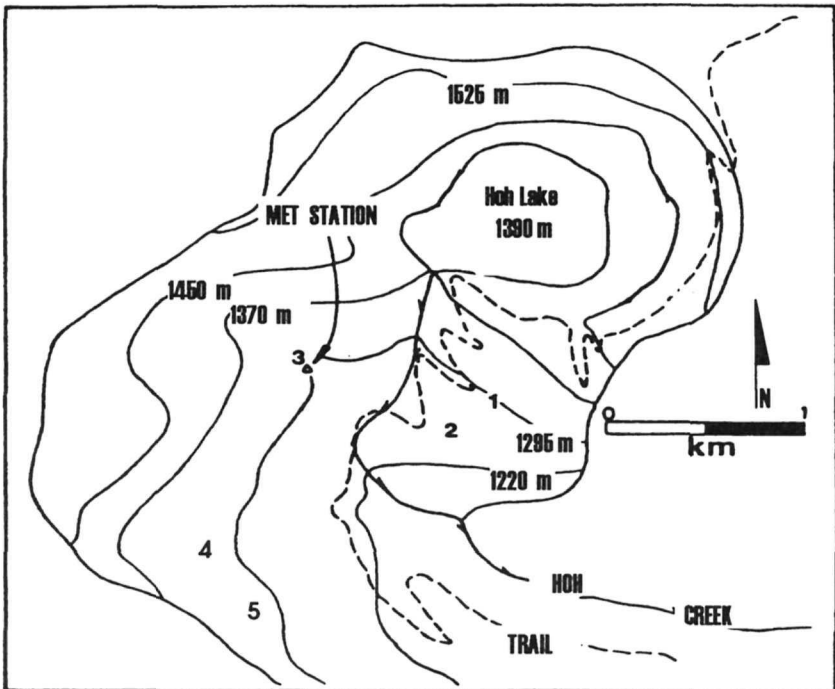 1525 m
Hoh Lake
1390 m
MET STATION
1450 m
1370 m
3
1
2
1295 m
1220 m
N
0
1
km
4
5
HOH
CREEK
TRAIL